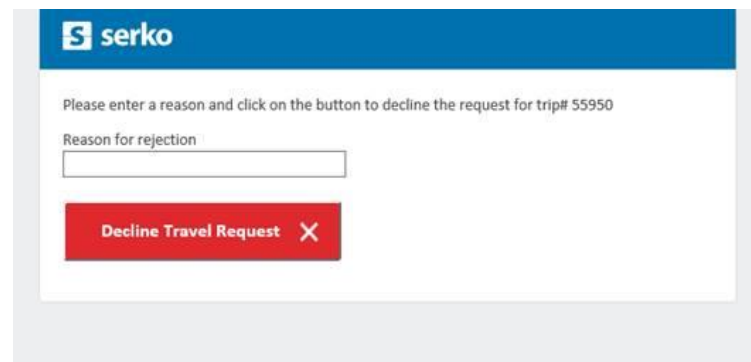 serko
Please enter a reason and click on the button to decline the request for trip# 55950
Reason for rejection
Decline Travel Request